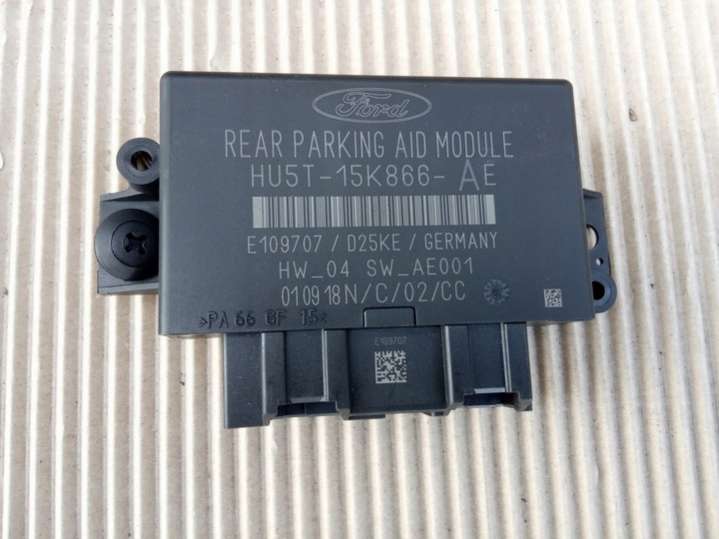 Ford
REAR PARKING AID MODULE
HU5T-15K866- AE
E109707 / D25KE / GERMANY
HW_04 SW_AE001
010918N/C/02/CC
>PA 66 GF 15<
E109707